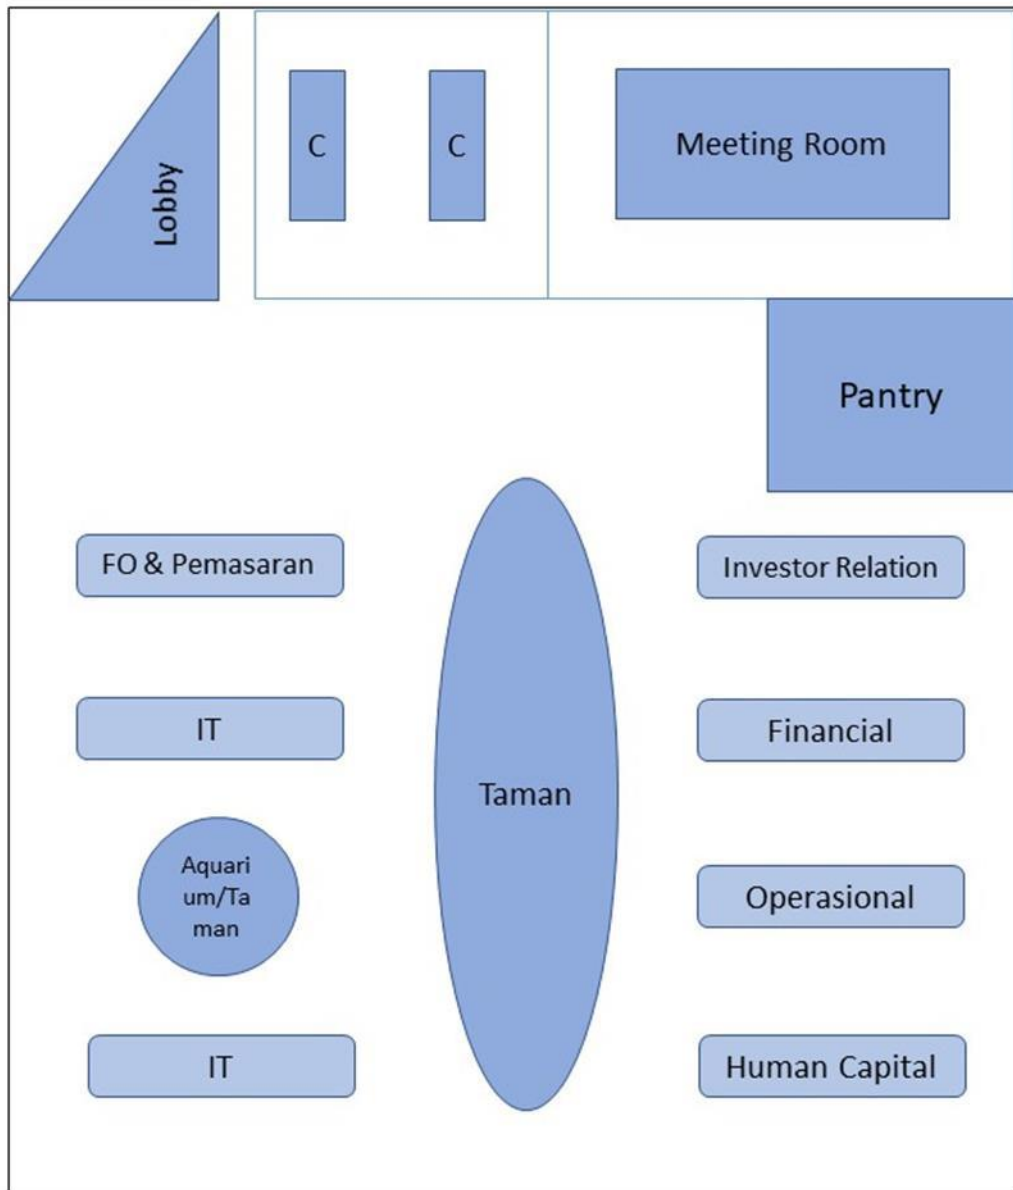 Lobby
C
C
Meeting Room
Pantry
FO & Pemasaran
Investor Relation
IT
Financial
Taman
Aquari
um/Ta
man
Operasional
IT
Human Capital